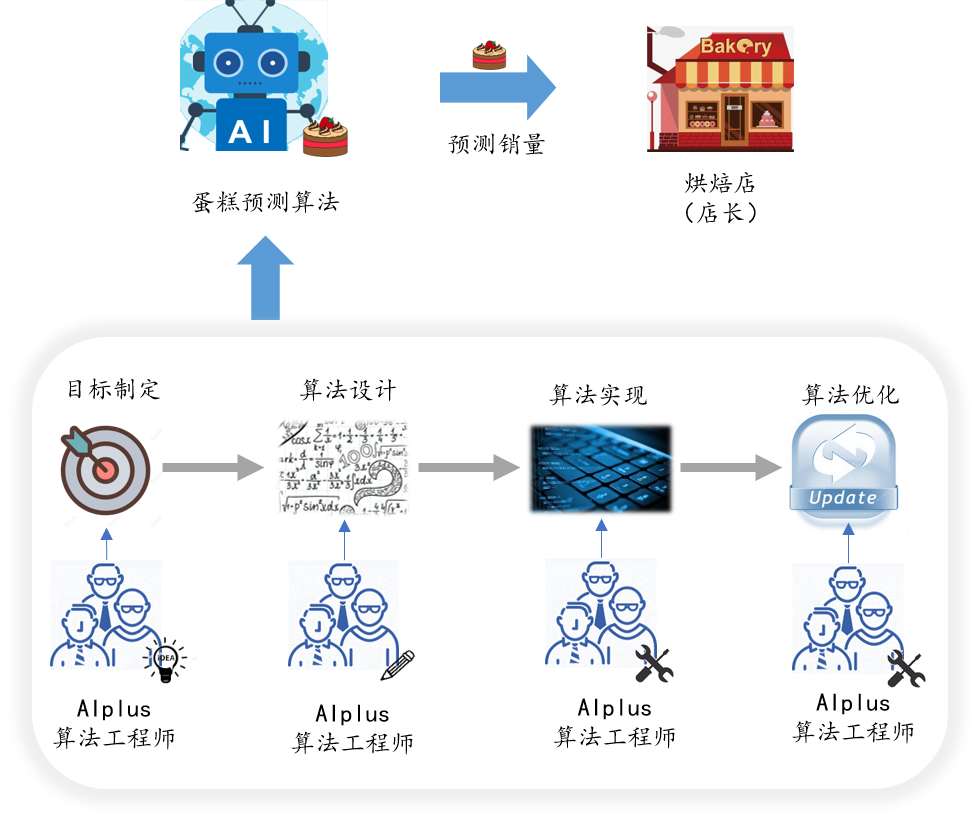 Bakery
AI
预测销量
蛋糕预测算法
烘焙店
（店长）
目标制定
算法设计
算法实现
算法优化
Update
iDEA
AIplus
算法工程师
AIplus
算法工程师
AIplus
算法工程师
AIplus
算法工程师